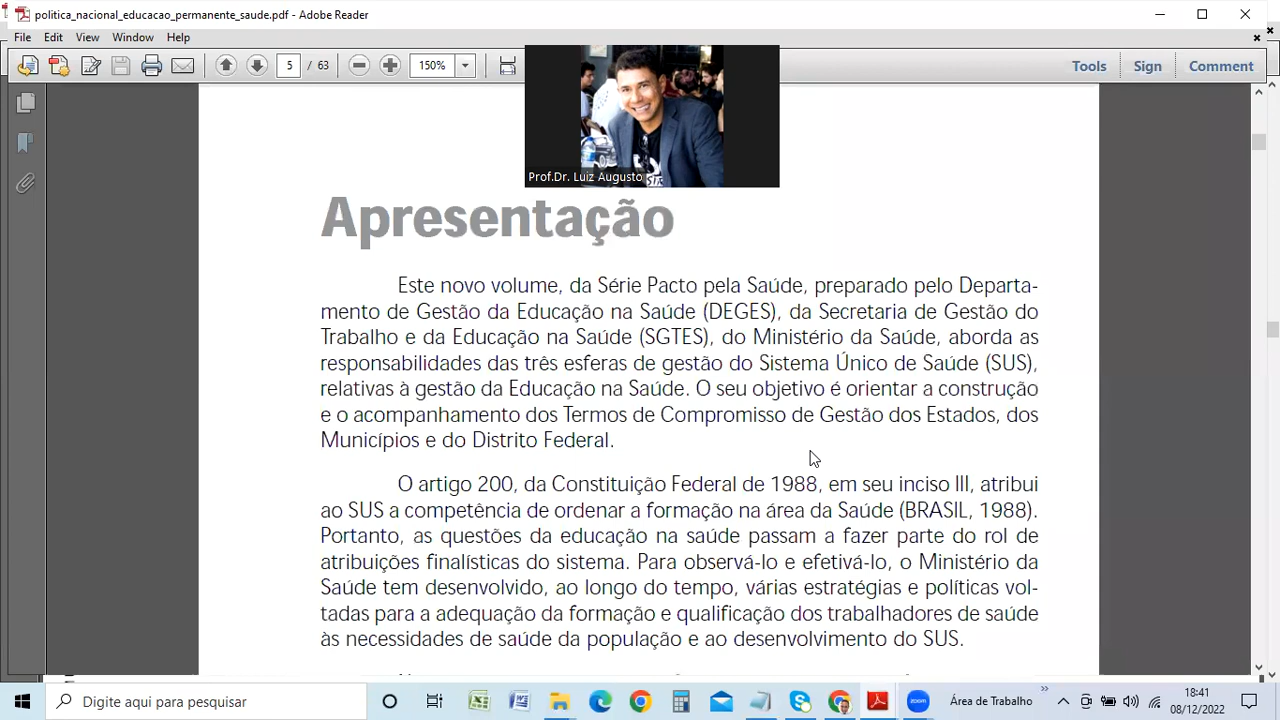 politica_nacional_educacao_permanente_saude.pdf - Adobe Reader
File Edit View Window Help
5 / 63 150% Tools Sign Comment
Prof.Dr. Luiz Augusto
Apresentação
Este novo volume, da Série Pacto pela Saúde, preparado pelo Departa-
mento de Gestão da Educação na Saúde (DEGES), da Secretaria de Gestão do
Trabalho e da Educação na Saúde (SGTES), do Ministério da Saúde, aborda as
responsabilidades das três esferas de gestão do Sistema Único de Saúde (SUS),
relativas à gestão da Educação na Saúde. O seu objetivo é orientar a construção
e o acompanhamento dos Termos de Compromisso de Gestão dos Estados, dos
Municípios e do Distrito Federal.
O artigo 200, da Constituição Federal de 1988, em seu inciso III, atribui
ao SUS a competência de ordenar a formação na área da Saúde (BRASIL, 1988).
Portanto, as questões da educação na saúde passam a fazer parte do rol de
atribuições finalísticas do sistema. Para observá-lo e efetivá-lo, o Ministério da
Saúde tem desenvolvido, ao longo do tempo, várias estratégias e políticas vol-
tadas para a adequação da formação e qualificação dos trabalhadores de saúde
às necessidades de saúde da população e ao desenvolvimento do SUS.
Digite aqui para pesquisar
zoom
Área de Trabalho
18:41
08/12/2022